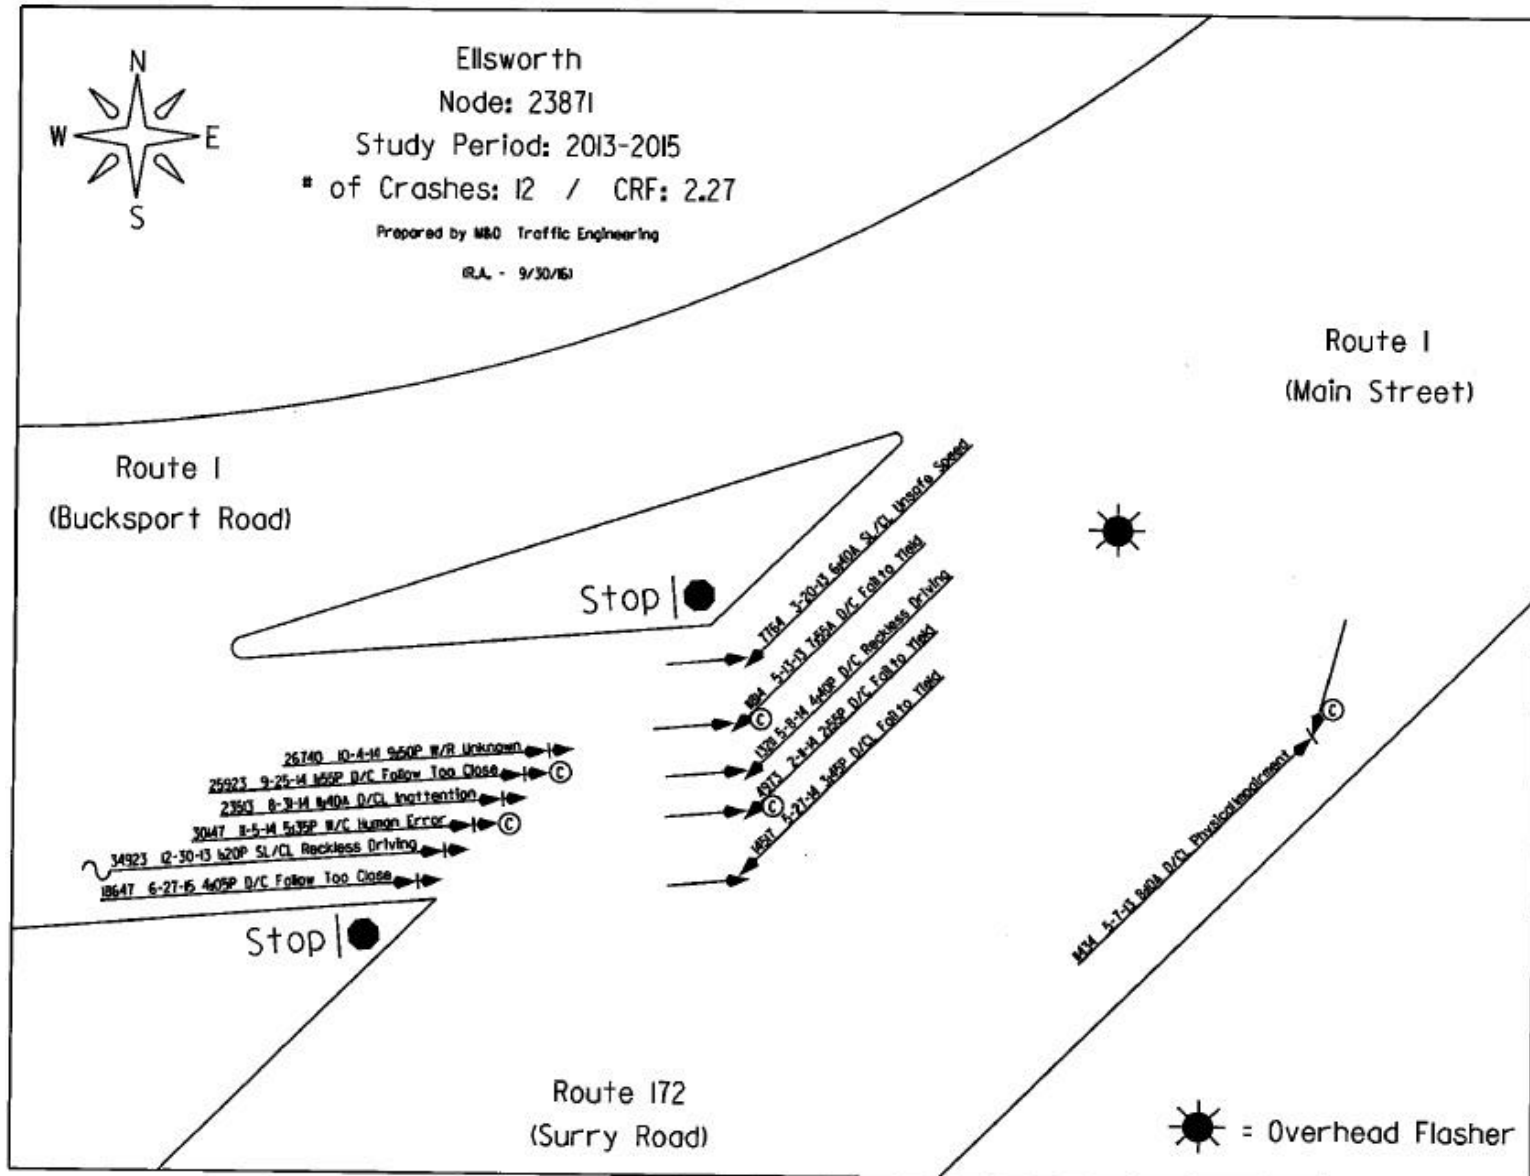 N
W E
S
Ellsworth
Node: 23871
Study Period: 2013-2015
# of Crashes: 12 / CRF: 2.27
Prepared by M&O Traffic Engineering
(R.A. - 9/30/16)
Route 1
(Main Street)
Route 1
(Bucksport Road)
Stop
7764 3-20-13 6:40A SL/CL Unsafe Speed
5-13-13 7:55A D/C Fail to Yield
5-8-14 4:40P D/C Reckless Driving
4973 2-11-14 2:55P D/C Fail to Yield
14517 5-27-14 3:45P D/CL Fail to Yield
C
C
26740 10-4-14 9:50P W/R Unknown
25923 9-25-14 1:55P D/C Follow Too Close C
23513 8-31-14 11:40A D/CL Inattention
30147 11-5-14 5:35P W/C Human Error C
34923 12-30-13 1:20P SL/CL Reckless Driving
18647 6-27-15 4:05P D/C Follow Too Close
Stop
C
11434 5-7-13 8:10A D/CL Physical Impairment
Route 172
(Surry Road)
= Overhead Flasher